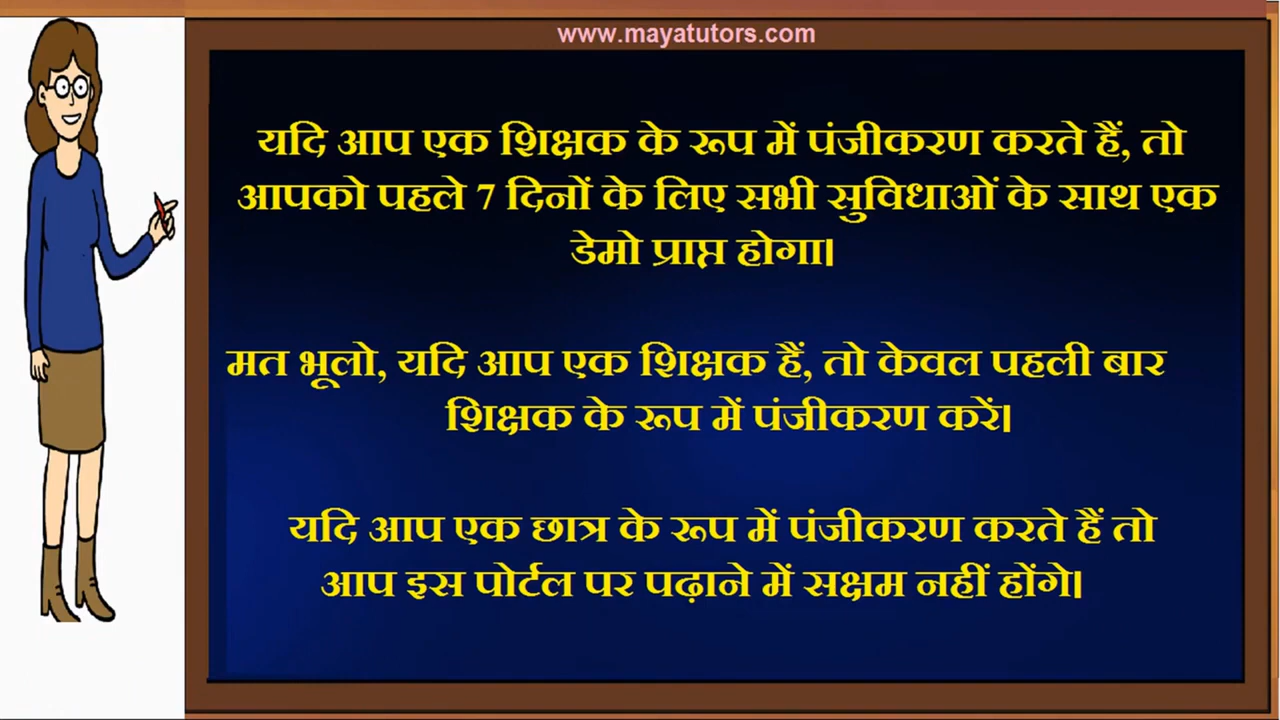 www.mayatutors.com
यदि आप एक शिक्षक के रूप में पंजीकरण करते हैं, तो
आपको पहले 7 दिनों के लिए सभी सुविधाओं के साथ एक
डेमो प्राप्त होगा।
मत भूलो, यदि आप एक शिक्षक हैं, तो केवल पहली बार
शिक्षक के रूप में पंजीकरण करें।
यदि आप एक छात्र के रूप में पंजीकरण करते हैं तो
आप इस पोर्टल पर पढ़ाने में सक्षम नहीं होंगे।